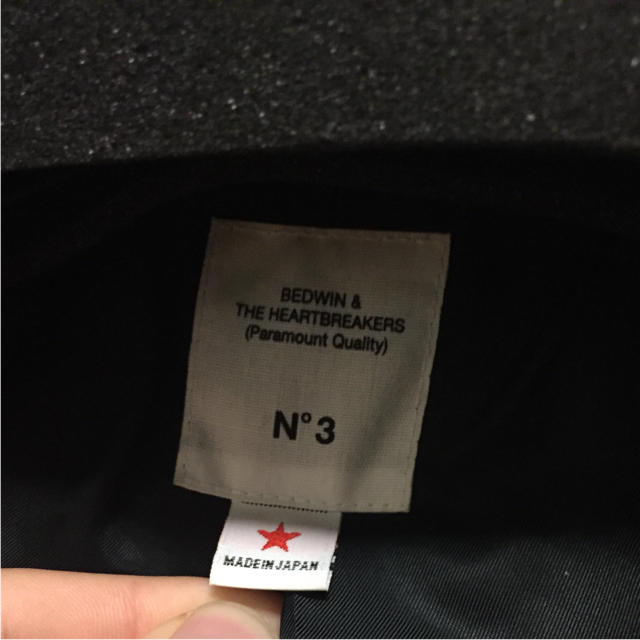 BEDWIN &
THE HEARTBREAKERS
(Paramount Quality)
N° 3
MADE IN JAPAN